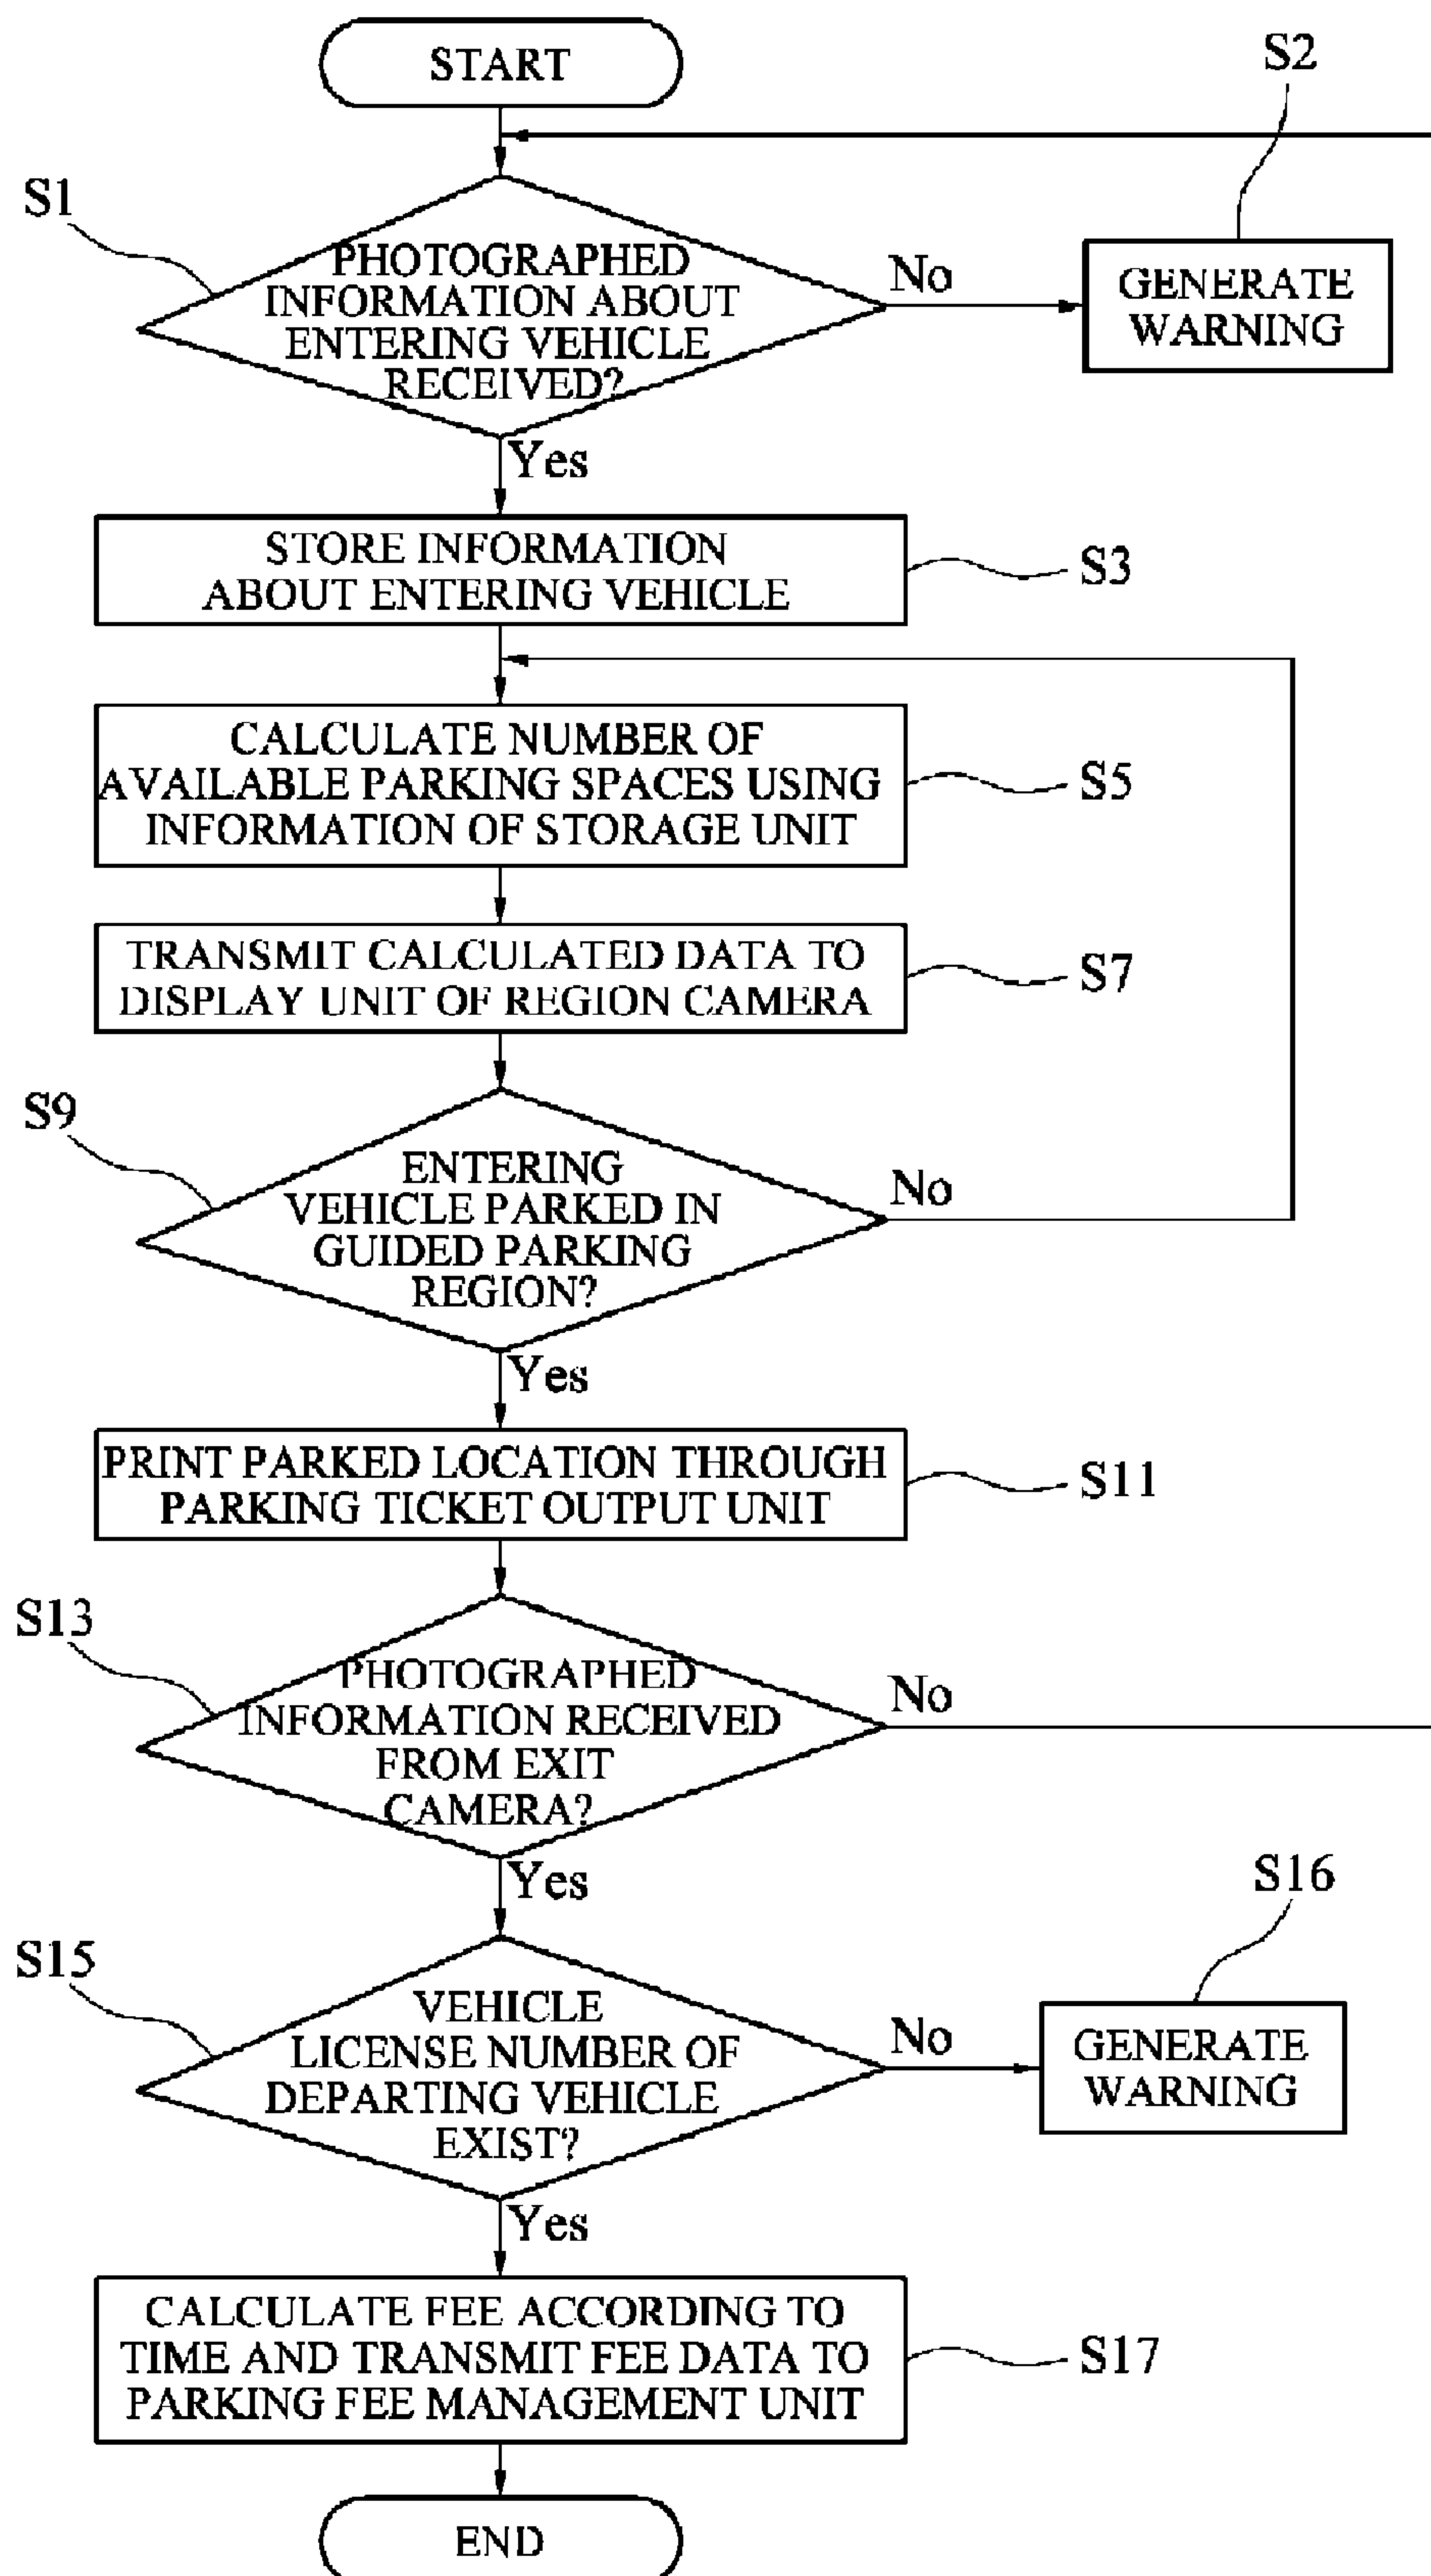 START
S2
S1
PHOTOGRAPHED
INFORMATION ABOUT
ENTERING VEHICLE
RECEIVED?
No
GENERATE
WARNING
Yes
STORE INFORMATION
ABOUT ENTERING VEHICLE
S3
CALCULATE NUMBER OF
AVAILABLE PARKING SPACES USING
INFORMATION OF STORAGE UNIT
S5
TRANSMIT CALCULATED DATA TO
DISPLAY UNIT OF REGION CAMERA
S7
S9
ENTERING
VEHICLE PARKED IN
GUIDED PARKING
REGION?
No
Yes
PRINT PARKED LOCATION THROUGH
PARKING TICKET OUTPUT UNIT
S11
S13
PHOTOGRAPHED
INFORMATION RECEIVED
FROM EXIT
CAMERA?
No
Yes
S16
S15
VEHICLE
LICENSE NUMBER OF
DEPARTING VEHICLE
EXIST?
No
GENERATE
WARNING
Yes
CALCULATE FEE ACCORDING TO
TIME AND TRANSMIT FEE DATA TO
PARKING FEE MANAGEMENT UNIT
S17
END